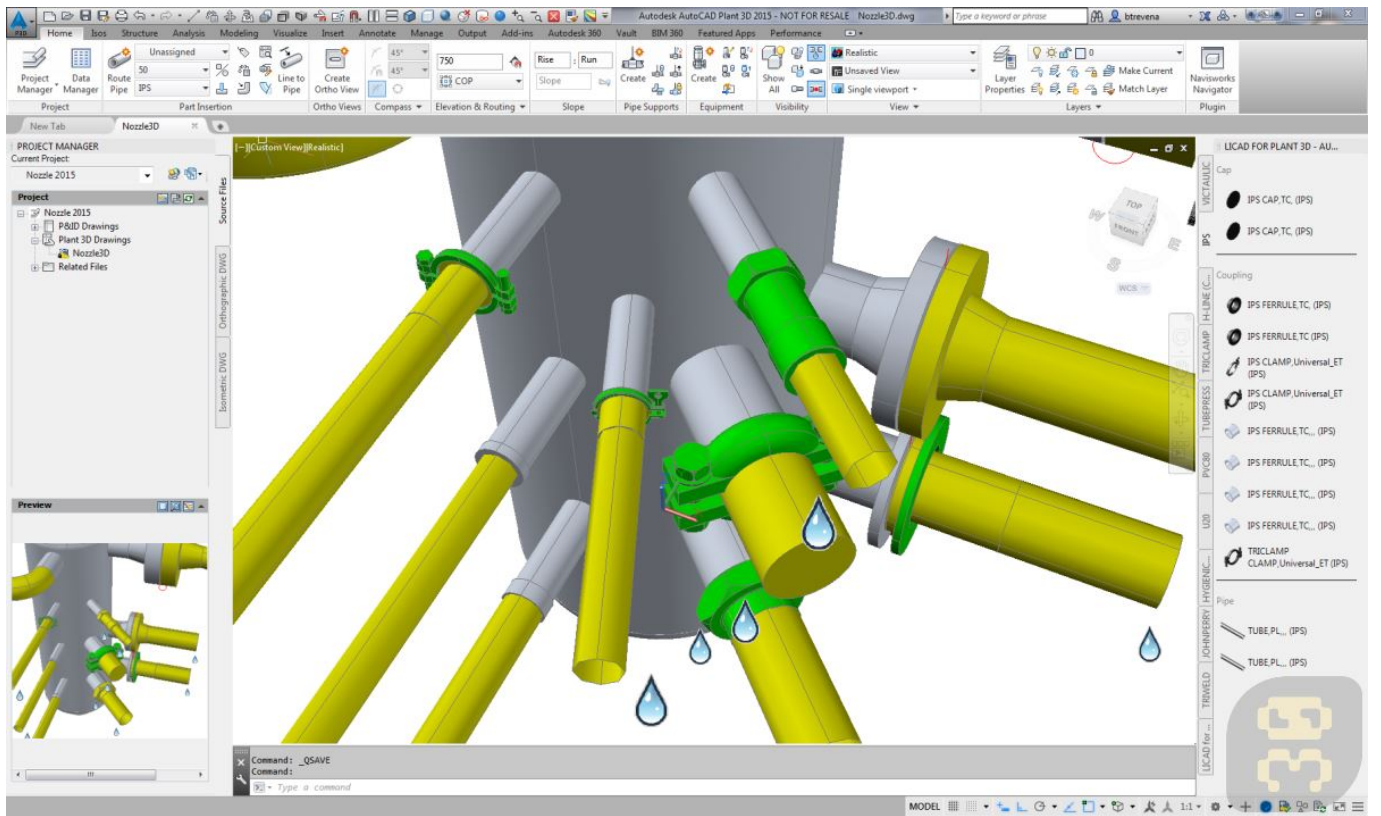 Autodesk AutoCAD Plant 3D 2015 - NOT FOR RESALE Nozzle3D.dwg
Type a keyword or phrase
btrevena
P3D
Home Isos Structure Analysis Modeling Visualize Insert Annotate Manage Output Add-ins Autodesk 360 Vault BIM 360 Featured Apps Performance
Project Manager
Data Manager
Route Pipe
Unassigned
50
IPS
Line to Pipe
Create Ortho View
45°
45°
750
COP
Rise : Run
Slope
Create
Create
Show All
Realistic
Unsaved View
Single viewport
Layer Properties
0
Make Current
Match Layer
Navisworks Navigator
Project Part Insertion Ortho Views Compass Elevation & Routing Slope Pipe Supports Equipment Visibility View Layers Plugin
New Tab Nozzle3D
PROJECT MANAGER
Current Project:
Nozzle 2015
Project
Nozzle 2015
P&ID Drawings
Plant 3D Drawings
Nozzle3D
Related Files
Source Files
Orthographic DWG
Isometric DWG
Preview
[-][Custom View][Realistic]
TOP
FRONT
W
S
E
WCS
Command: _QSAVE
Command:
Type a command
LICAD FOR PLANT 3D - AU...
VICTAULIC
IPS
H-LINE (C...
TRICLAMP
TUBEPRESS
PVC80
U20
HYGIENIC...
JOHNPERRY
TRIWELD
LICAD for ...
Cap
IPS CAP,TC, (IPS)
IPS CAP,TC, (IPS)
Coupling
IPS FERRULE,TC, (IPS)
IPS FERRULE,TC, (IPS)
IPS CLAMP,Universal_ET
(IPS)
IPS CLAMP,Universal_ET
(IPS)
IPS FERRULE,TC,,, (IPS)
IPS FERRULE,TC,,, (IPS)
IPS FERRULE,TC,,, (IPS)
IPS FERRULE,TC,,, (IPS)
TRICLAMP
CLAMP,Universal_ET (IPS)
Pipe
TUBE,PL,,, (IPS)
TUBE,PL,,, (IPS)
MODEL
1:1